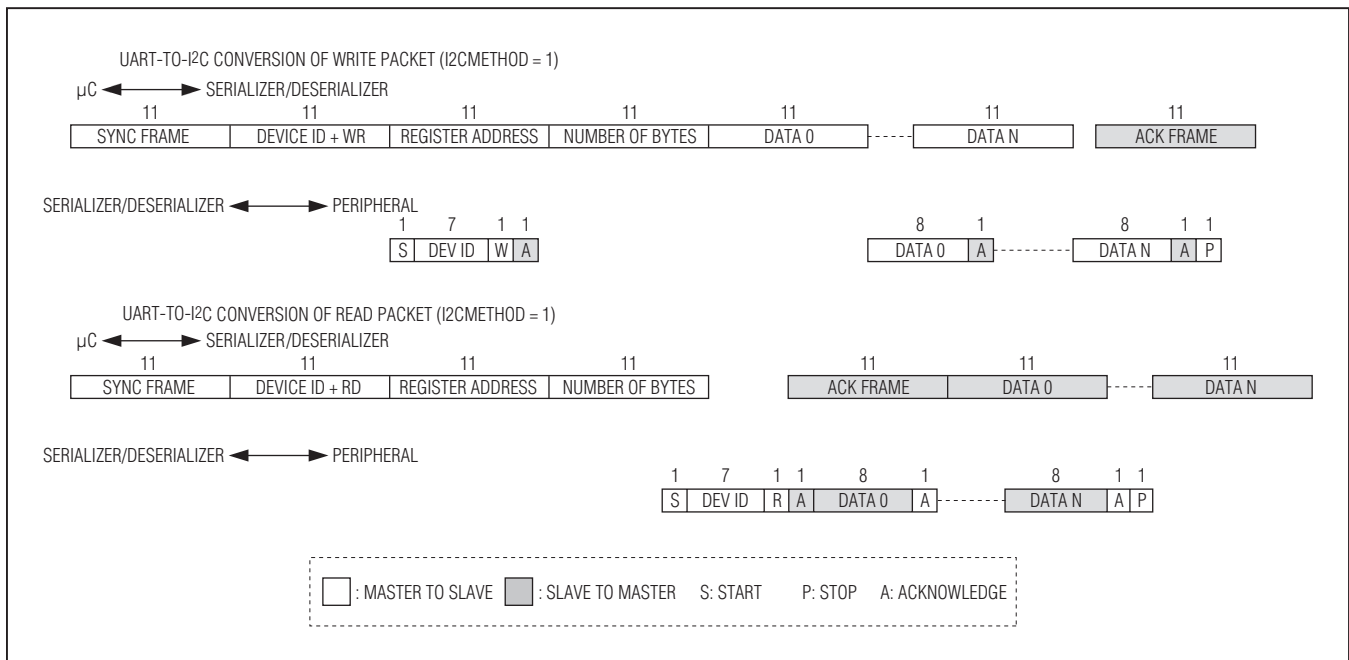 UART-TO-I2C CONVERSION OF WRITE PACKET (I2CMETHOD = 1)
µC SERIALIZER/DESERIALIZER
11 11 11 11 11 11 11
SYNC FRAME DEVICE ID + WR REGISTER ADDRESS NUMBER OF BYTES DATA 0 DATA N ACK FRAME
SERIALIZER/DESERIALIZER PERIPHERAL
1 7 1 1 8 1 8 1 1
S DEV ID W A DATA 0 A DATA N A P
UART-TO-I2C CONVERSION OF READ PACKET (I2CMETHOD = 1)
µC SERIALIZER/DESERIALIZER
11 11 11 11 11 11 11
SYNC FRAME DEVICE ID + RD REGISTER ADDRESS NUMBER OF BYTES ACK FRAME DATA 0 DATA N
SERIALIZER/DESERIALIZER PERIPHERAL
1 7 1 1 8 1 8 1 1
S DEV ID R A DATA 0 A DATA N A P
: MASTER TO SLAVE : SLAVE TO MASTER S: START P: STOP A: ACKNOWLEDGE